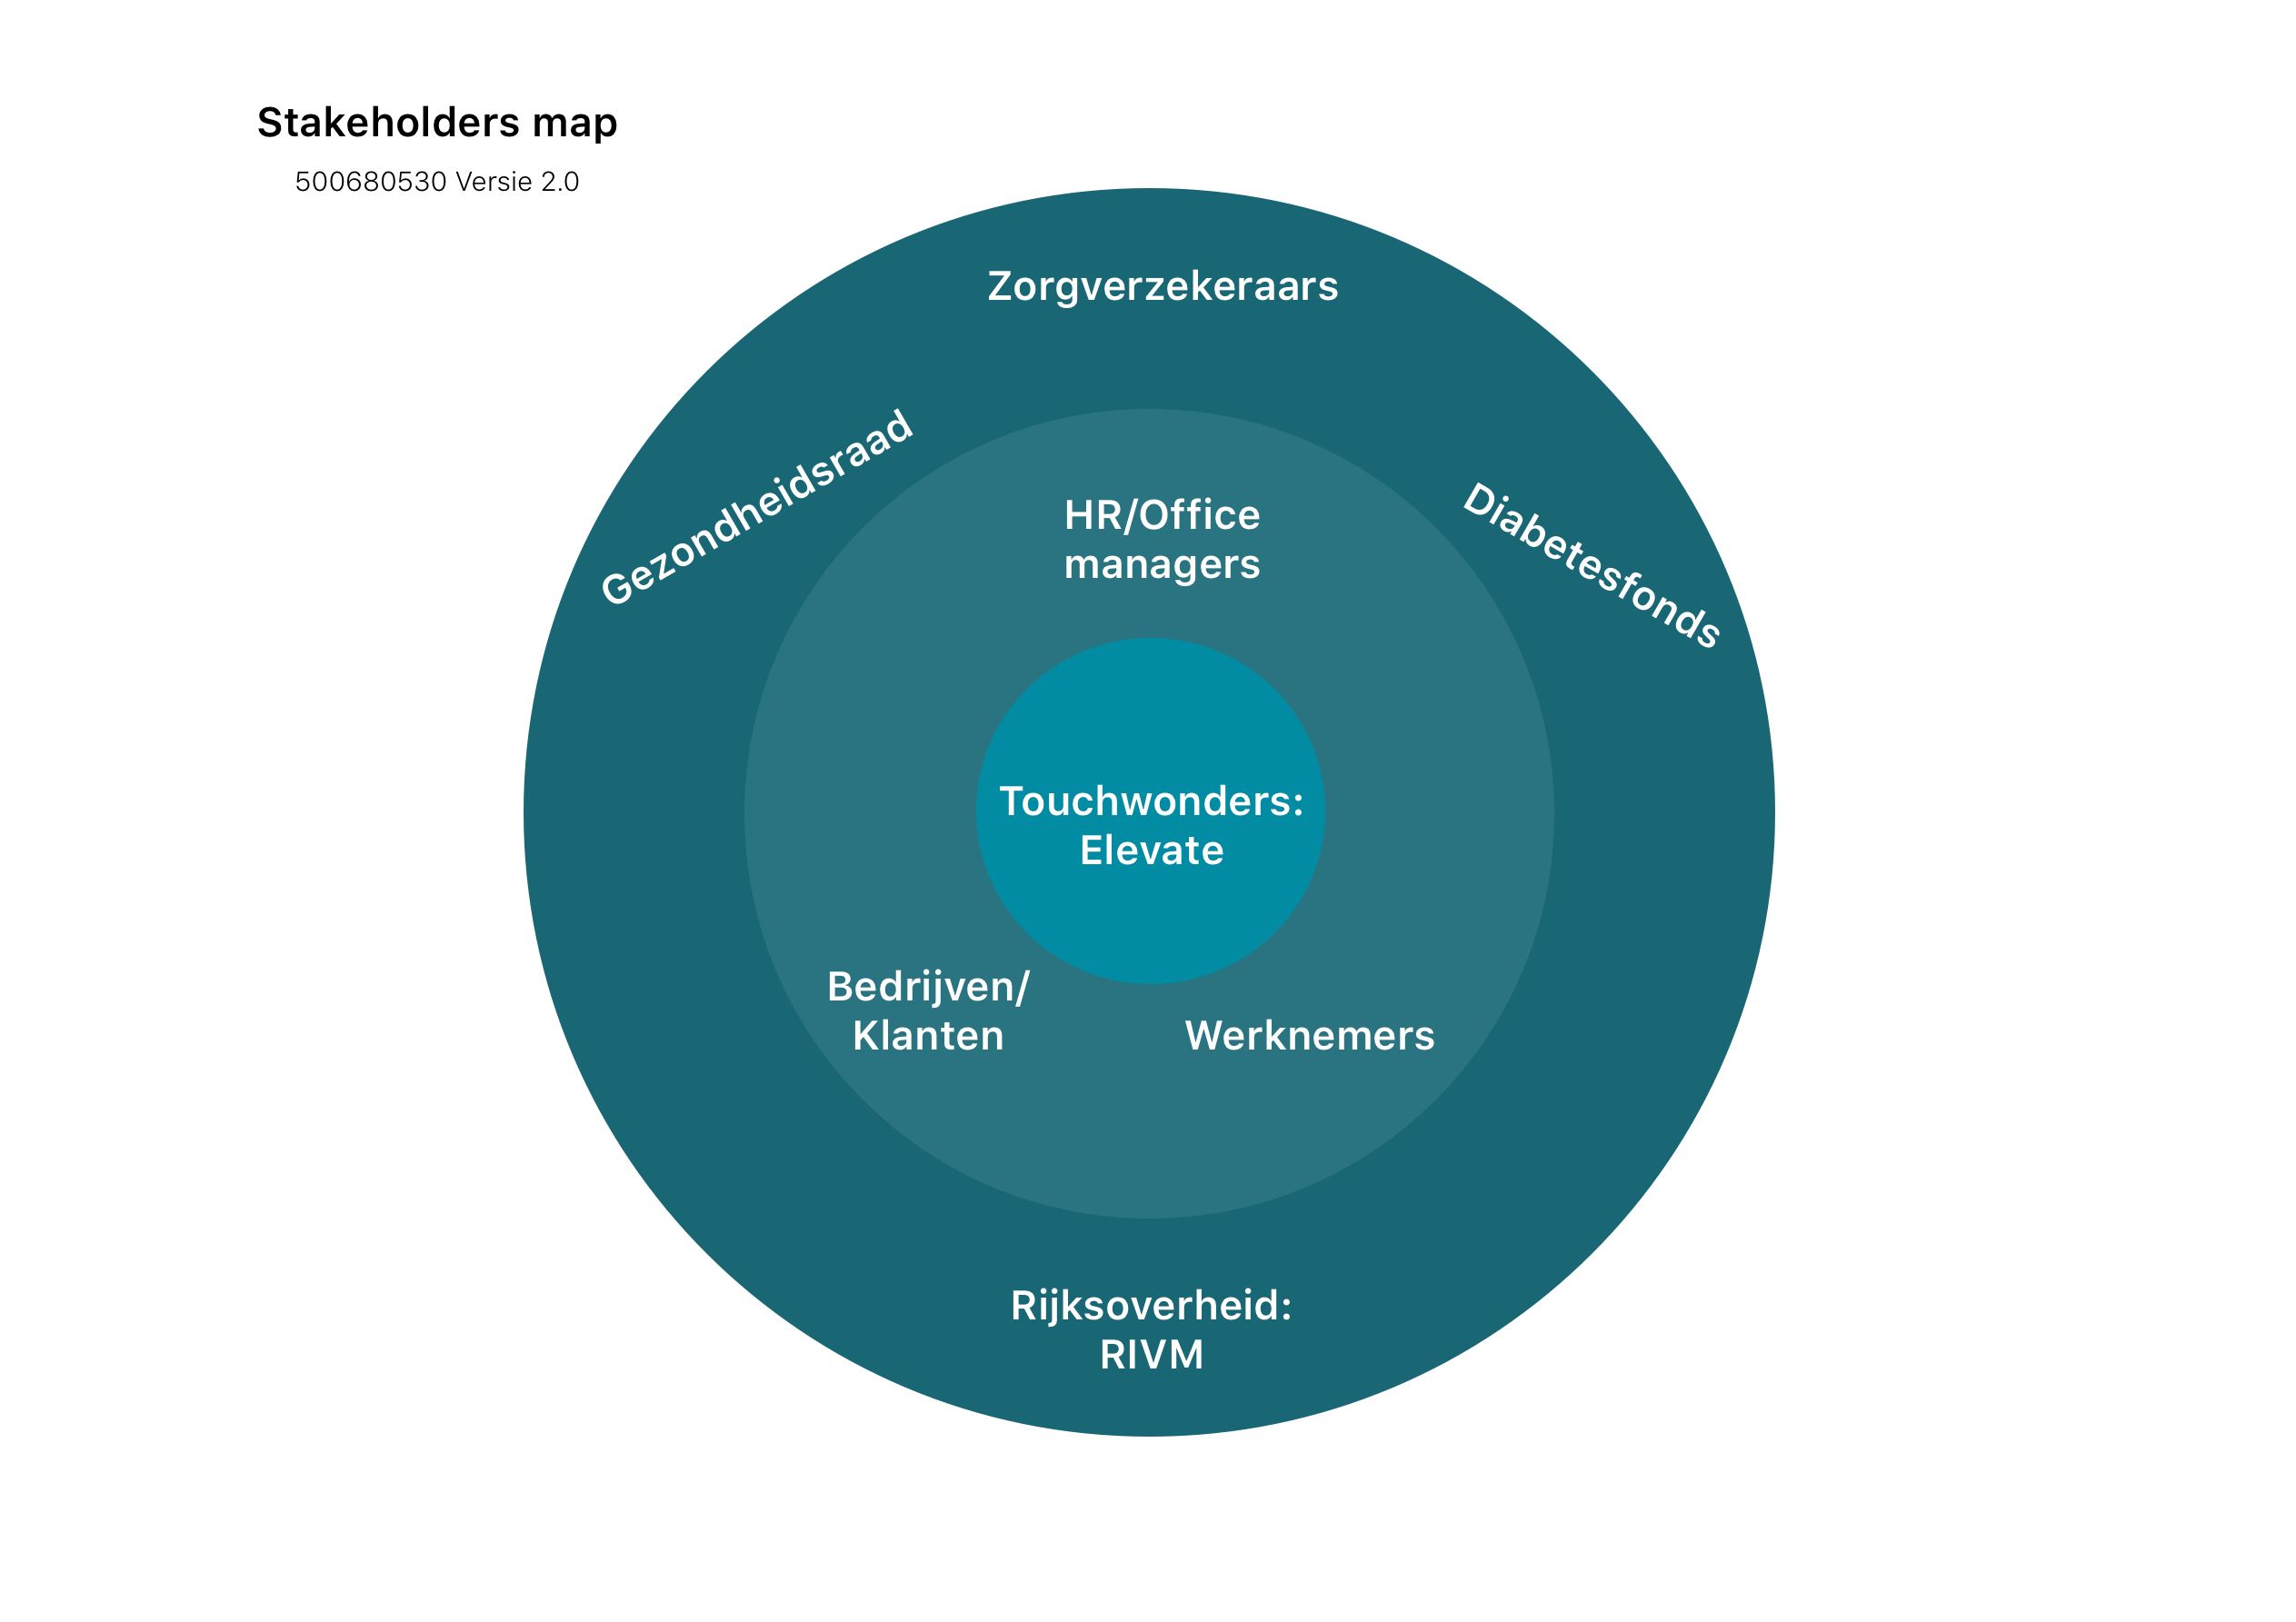 Stakeholders map
500680530 Versie 2.0
Zorgverzekeraars
Gezondheidsraad
Diabetesfonds
HR/Office
managers
Touchwonders:
Elevate
Bedrijven/
Klanten
Werknemers
Rijksoverheid:
RIVM